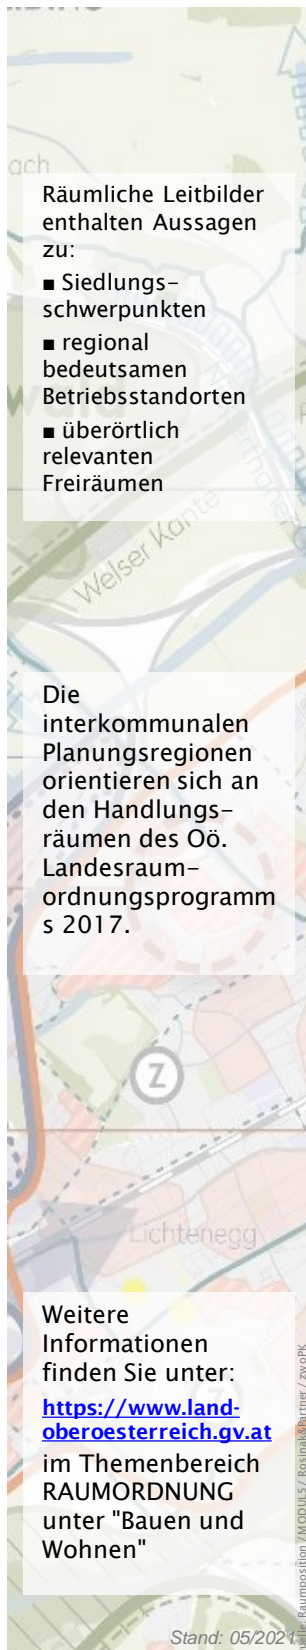 ach
Räumliche Leitbilder
enthalten Aussagen
zu:
■ Siedlungs-
schwerpunkten
■ regional
bedeutsamen
Betriebsstandorten
■ überörtlich
relevanten
Freiräumen
Welser Kante
Die
interkommunalen
Planungsregionen
orientieren sich an
den Handlungs-
räumen des Oö.
Landesraum-
ordnungsprogramm
s 2017.
Z
Lichtenegg
Weitere
Informationen
finden Sie unter:
https://www.land-
oberoesterreich.gv.at
im Themenbereich
RAUMORDNUNG
unter "Bauen und
Wohnen"
Raumposition / MODUL5 / Rosinak&Partner / zwoPK
Stand: 05/2021